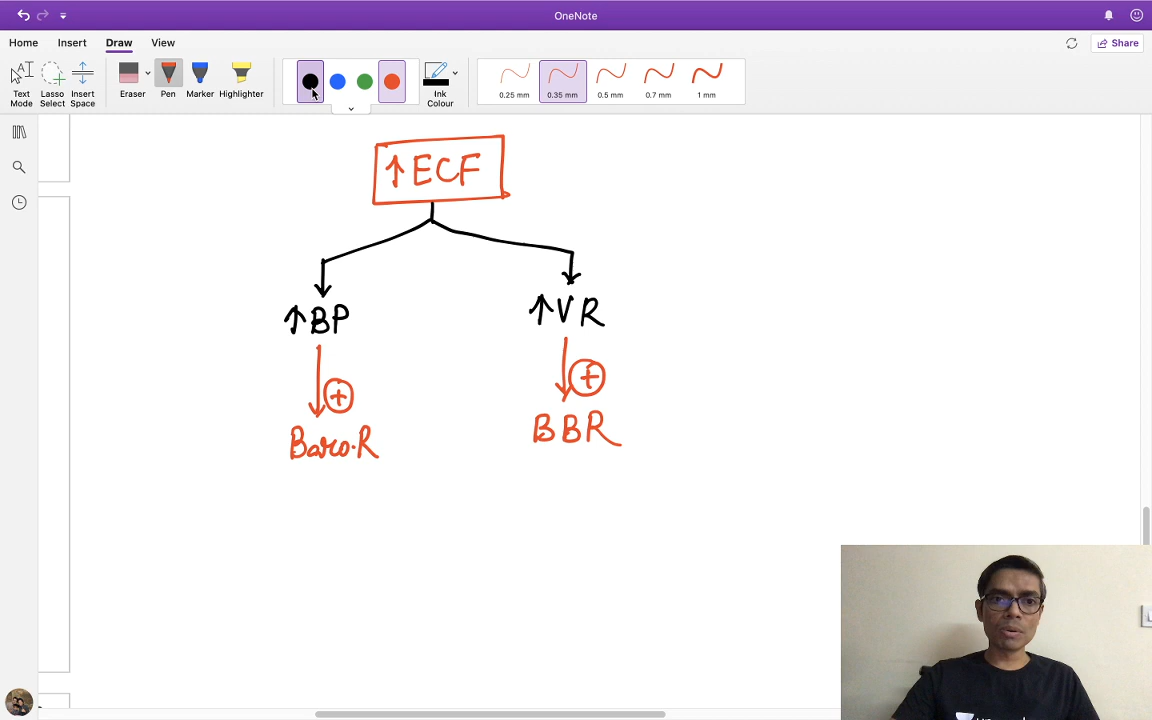 OneNote
Home Insert Draw View
Share
Text Mode
Lasso Select
Insert Space
Eraser
Pen
Marker
Highlighter
Ink Colour
0.25 mm
0.35 mm
0.5 mm
0.7 mm
1 mm
↑ECF
↑BP ↑VR
+ +
Baro.R BBR